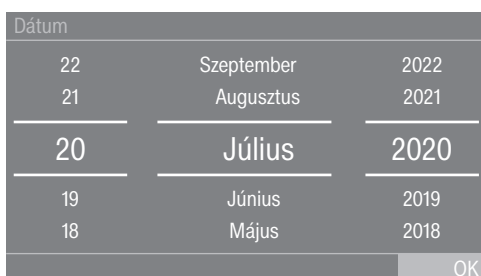 Dátum
22 Szeptember 2022
21 Augusztus 2021
20 Július 2020
19 Június 2019
18 Május 2018
OK